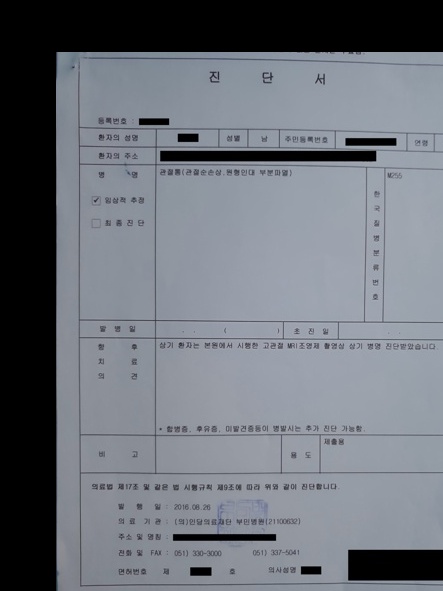 진 단 서
등록번호 :
환자의 성명 성별 남 주민등록번호 연령
환자의 주소
병 명 관절통(관절순손상,원형인대 부분파열) M255
☑ 임상적 추정
☐ 최 종 진 단
한국질병분류번호
발 병 일 . . ( ) 초 진 일 . .
향 후 치 료 의 견
상기 환자는 본원에서 시행한 고관절 MRI조영제 촬영상 상기 병명 진단받았습니다.
* 합병증, 후유증, 미발견증등이 병발시는 추가 진단 가능함.
비 고 용 도 제출용
의료법 제17조 및 같은 법 시행규칙 제9조에 따라 위와 같이 진단합니다.
발 행 일 : 2016.08.26
의 료 기 관 : (의)인당의료재단 부민병원(21100632)
주소 및 명칭 :
전화 및 FAX : 051) 330-3000 051) 337-5041
면허번호 제 호 의사성명